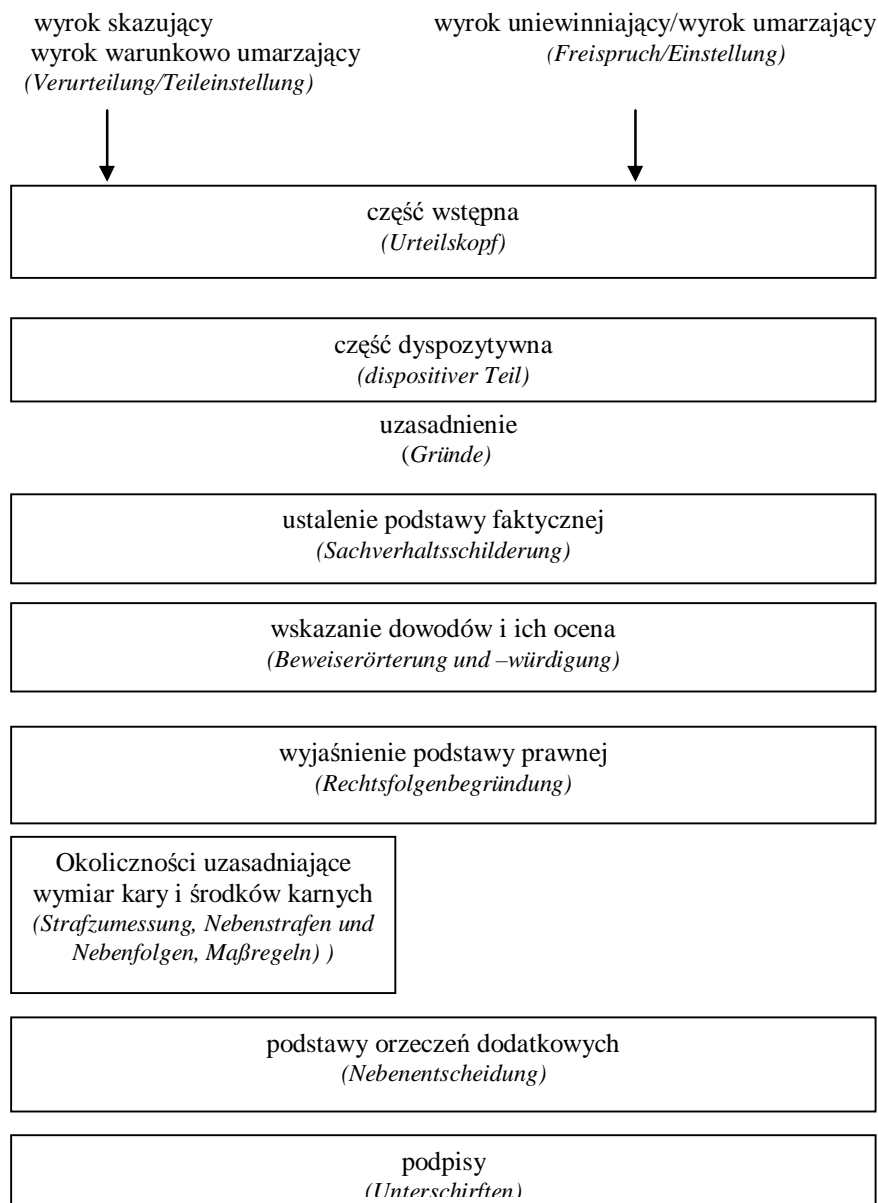 wyrok skazujący
wyrok warunkowo umarzający
(Verurteilung/Teileinstellung)
wyrok uniewinniający/wyrok umarzający
(Freispruch/Einstellung)
część wstępna
(Urteilskopf)
część dyspozytywna
(dispositiver Teil)
uzasadnienie
(Gründe)
ustalenie podstawy faktycznej
(Sachverhaltsschilderung)
wskazanie dowodów i ich ocena
(Beweiserörterung und –würdigung)
wyjaśnienie podstawy prawnej
(Rechtsfolgenbegründung)
Okoliczności uzasadniające
wymiar kary i środków karnych
(Strafzumessung, Nebenstrafen und
Nebenfolgen, Maßregeln) )
podstawy orzeczeń dodatkowych
(Nebenentscheidung)
podpisy
(Unterschirften)